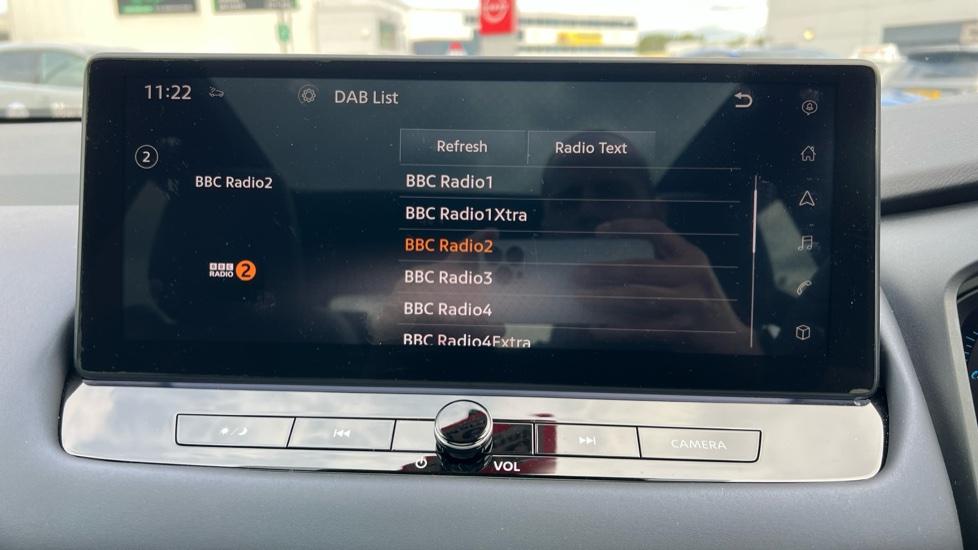 11:22
DAB List
Refresh
Radio Text
2
BBC Radio2
BBC
RADIO 2
BBC Radio1
BBC Radio1Xtra
BBC Radio2
BBC Radio3
BBC Radio4
BBC Radio4Extra
CAMERA
VOL